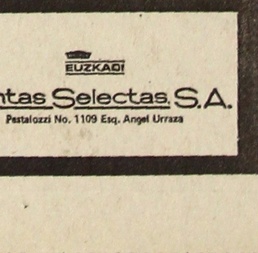 EUZKADI
ntas Selectas, S.A.
Pestalozzi No. 1109 Esq. Angel Urraza